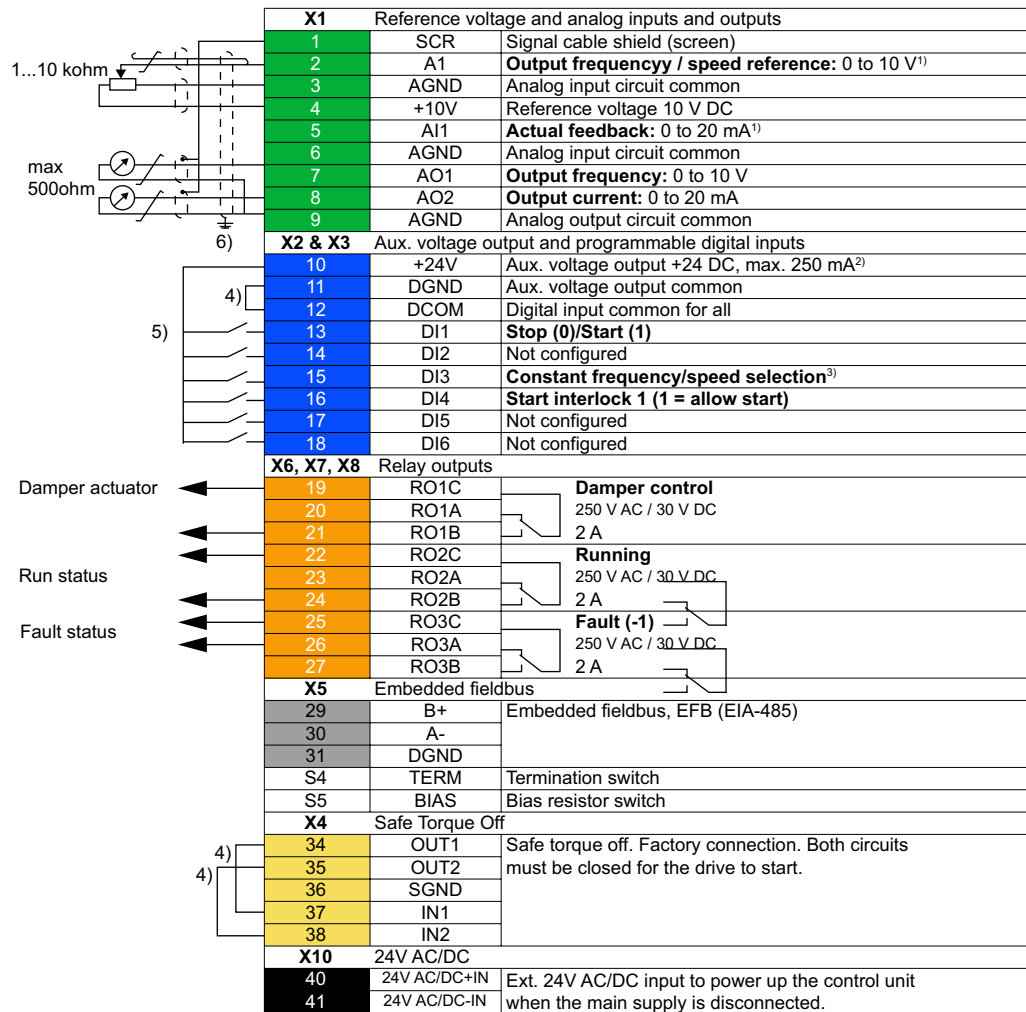 X1 Reference voltage and analog inputs and outputs
1 SCR Signal cable shield (screen)
1...10 kohm 2 A1 Output frequencyy / speed reference: 0 to 10 V1)
3 AGND Analog input circuit common
4 +10V Reference voltage 10 V DC
5 AI1 Actual feedback: 0 to 20 mA1)
6 AGND Analog input circuit common
max 7 AO1 Output frequency: 0 to 10 V
500ohm 8 AO2 Output current: 0 to 20 mA
9 AGND Analog output circuit common
6) X2 & X3 Aux. voltage output and programmable digital inputs
10 +24V Aux. voltage output +24 DC, max. 250 mA2)
4) 11 DGND Aux. voltage output common
12 DCOM Digital input common for all
5) 13 DI1 Stop (0)/Start (1)
14 DI2 Not configured
15 DI3 Constant frequency/speed selection3)
16 DI4 Start interlock 1 (1 = allow start)
17 DI5 Not configured
18 DI6 Not configured
X6, X7, X8 Relay outputs
Damper actuator 19 RO1C Damper control
20 RO1A 250 V AC / 30 V DC
21 RO1B 2 A
22 RO2C Running
Run status 23 RO2A 250 V AC / 30 V DC
24 RO2B 2 A
Fault status 25 RO3C Fault (-1)
26 RO3A 250 V AC / 30 V DC
27 RO3B 2 A
X5 Embedded fieldbus
29 B+ Embedded fieldbus, EFB (EIA-485)
30 A-
31 DGND
S4 TERM Termination switch
S5 BIAS Bias resistor switch
X4 Safe Torque Off
4) 34 OUT1 Safe torque off. Factory connection. Both circuits
4) 35 OUT2 must be closed for the drive to start.
36 SGND
37 IN1
38 IN2
X10 24V AC/DC
40 24V AC/DC+IN Ext. 24V AC/DC input to power up the control unit
41 24V AC/DC-IN when the main supply is disconnected.